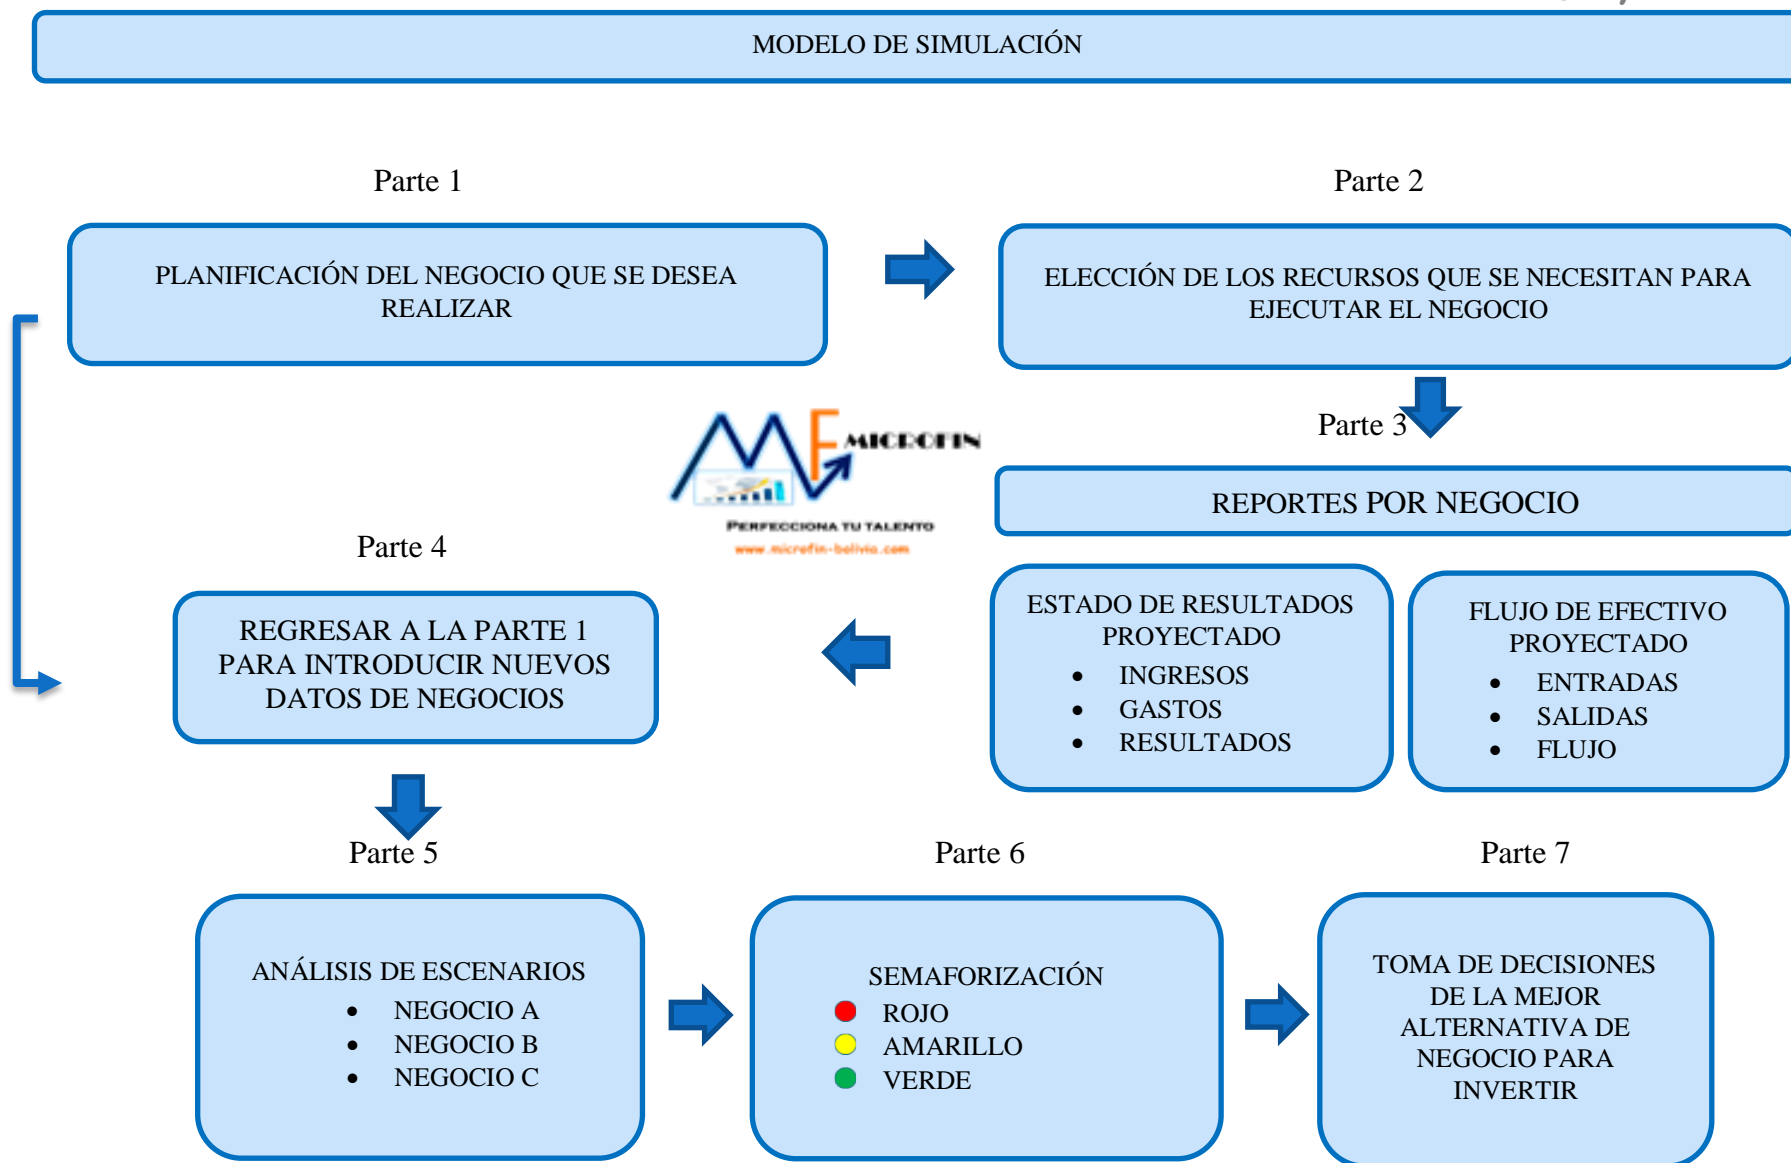 MODELO DE SIMULACIÓN
Parte 1
Parte 2
PLANIFICACIÓN DEL NEGOCIO QUE SE DESEA
REALIZAR
ELECCIÓN DE LOS RECURSOS QUE SE NECESITAN PARA
EJECUTAR EL NEGOCIO
Parte 3
MICROFIN
PERFECCIONA TU TALENTO
www.microfin-bolivia.com
REPORTES POR NEGOCIO
ESTADO DE RESULTADOS
PROYECTADO
• INGRESOS
• GASTOS
• RESULTADOS
FLUJO DE EFECTIVO
PROYECTADO
• ENTRADAS
• SALIDAS
• FLUJO
Parte 4
REGRESAR A LA PARTE 1
PARA INTRODUCIR NUEVOS
DATOS DE NEGOCIOS
Parte 5
Parte 6
Parte 7
ANÁLISIS DE ESCENARIOS
• NEGOCIO A
• NEGOCIO B
• NEGOCIO C
SEMAFORIZACIÓN
ROJO
AMARILLO
VERDE
TOMA DE DECISIONES
DE LA MEJOR
ALTERNATIVA DE
NEGOCIO PARA
INVERTIR